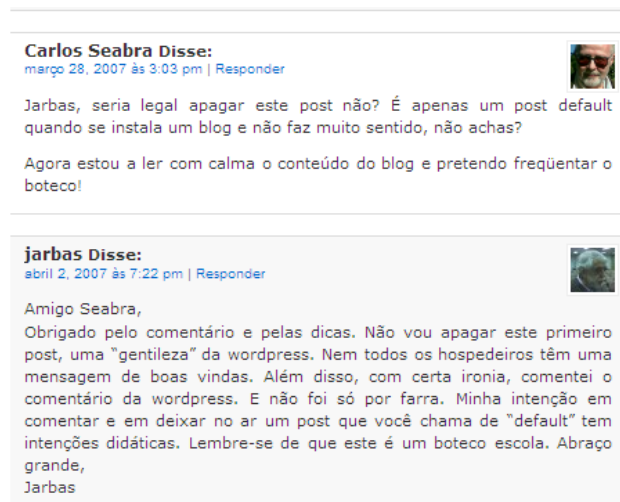 Carlos Seabra Disse:
março 28, 2007 às 3:03 pm | Responder
Jarbas, seria legal apagar este post não? É apenas um post default
quando se instala um blog e não faz muito sentido, não achas?
Agora estou a ler com calma o conteúdo do blog e pretendo freqüentar o
boteco!
jarbas Disse:
abril 2, 2007 às 7:22 pm | Responder
Amigo Seabra,
Obrigado pelo comentário e pelas dicas. Não vou apagar este primeiro
post, uma “gentileza” da wordpress. Nem todos os hospedeiros têm uma
mensagem de boas vindas. Além disso, com certa ironia, comentei o
comentário da wordpress. E não foi só por farra. Minha intenção em
comentar e em deixar no ar um post que você chama de “default” tem
intenções didáticas. Lembre-se de que este é um boteco escola. Abraço
grande,
Jarbas